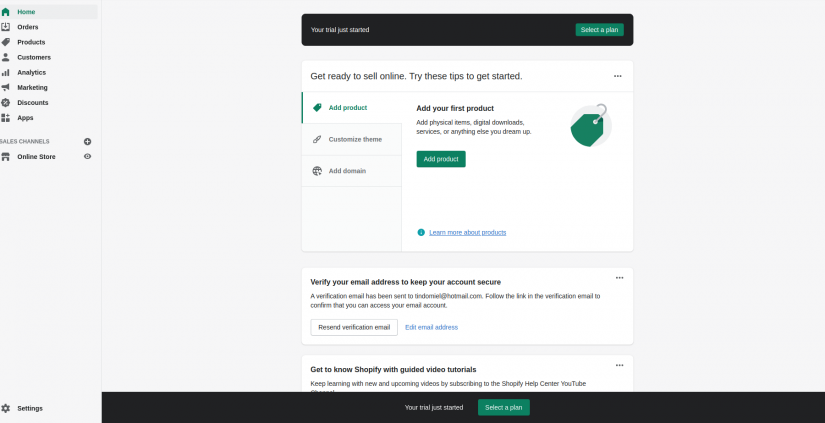 Home
Orders
Products
Customers
Analytics
Marketing
Discounts
Apps
SALES CHANNELS
Online Store
Settings
Your trial just started
Select a plan
Get ready to sell online. Try these tips to get started.
Add product
Customize theme
Add domain
Add your first product
Add physical items, digital downloads,
services, or anything else you dream up.
Add product
Learn more about products
Verify your email address to keep your account secure
A verification email has been sent to tindomiel@hotmail.com. Follow the link in the verification email to
confirm that you can access your email account.
Resend verification email
Edit email address
Get to know Shopify with guided video tutorials
Keep learning with new and upcoming videos by subscribing to the Shopify Help Center YouTube
Your trial just started
Select a plan